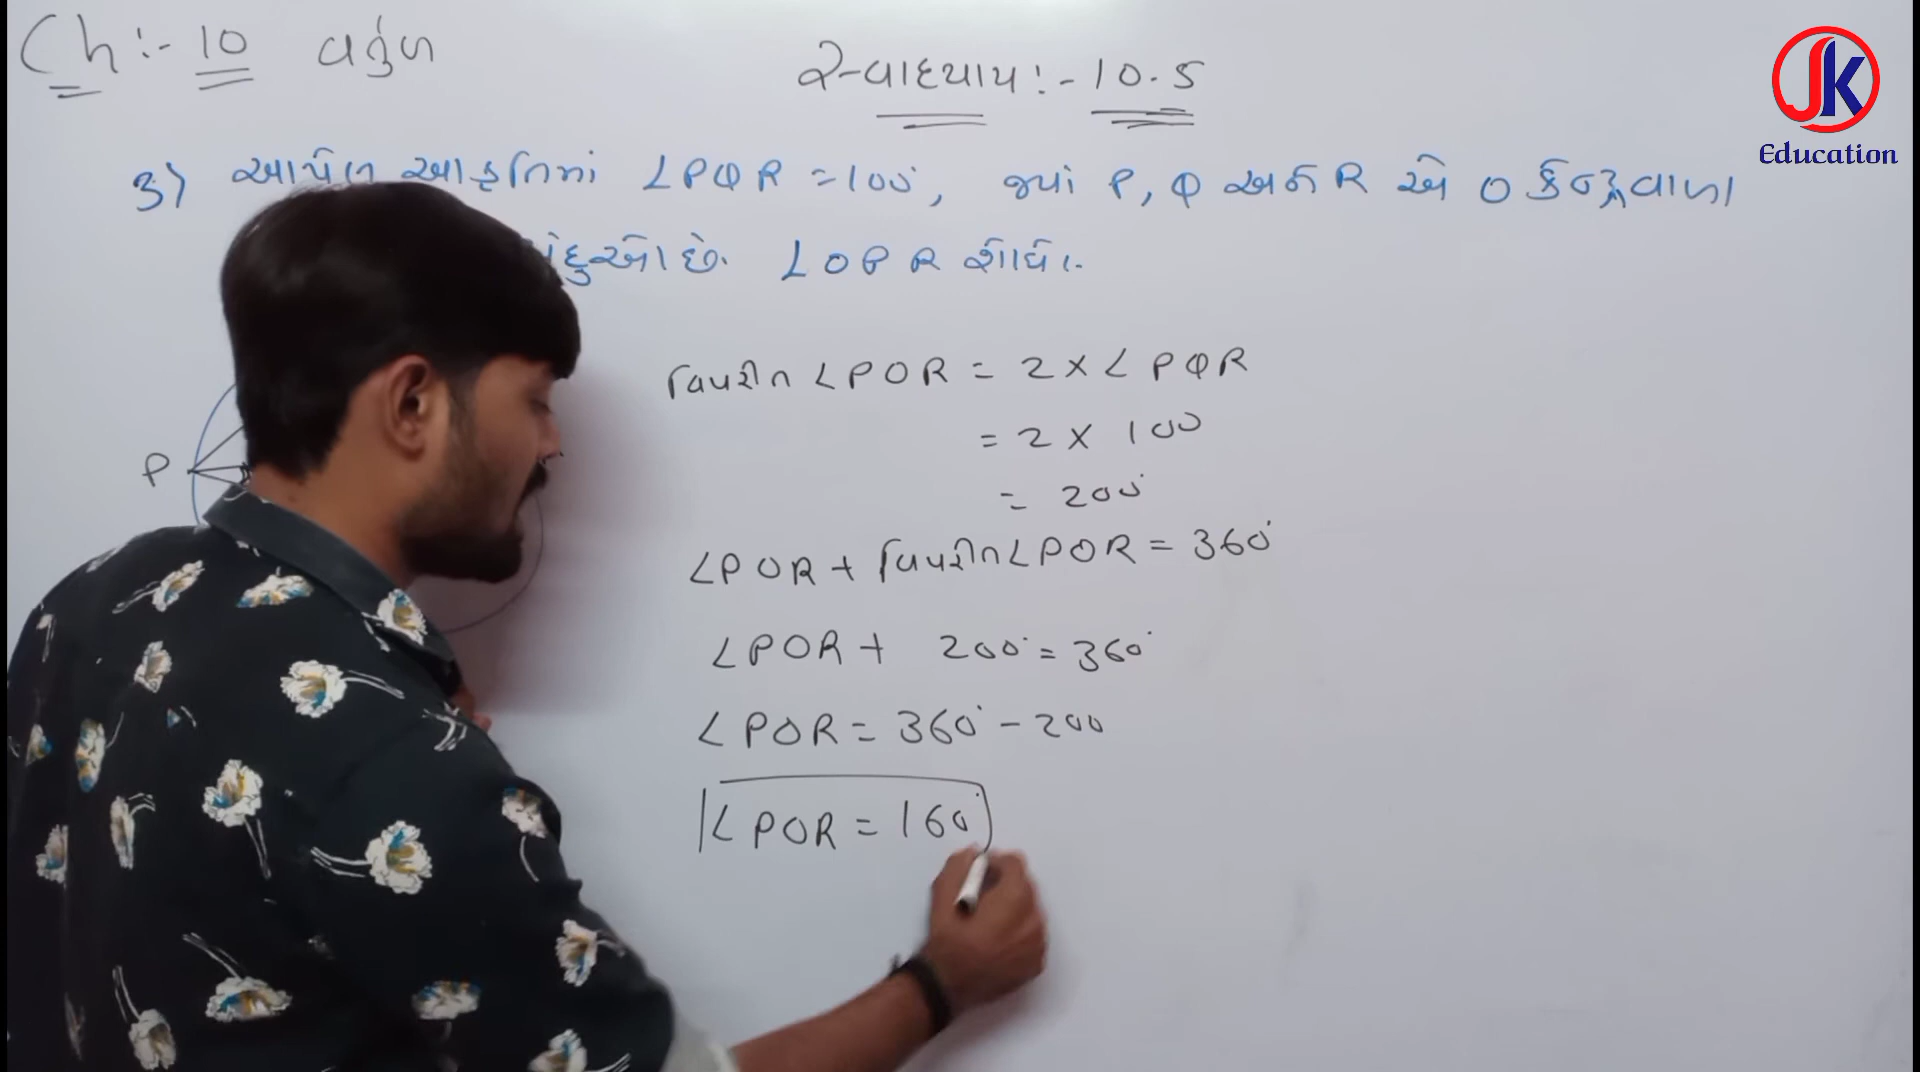 Ch:- 10 વર્તુળ
સ્વાધ્યાય:- 10.5
JK
Education
3) આપેલ આકૃતિમાં ∠PQR = 100°, જ્યાં P, Q અને R એ O કેન્દ્રવાળા
∠OPR શોધો.
P
વિપરીત ∠POR = 2 × ∠PQR
= 2 × 100
= 200°
∠POR + વિપરીત ∠POR = 360°
∠POR + 200° = 360°
∠POR = 360° - 200
∠POR = 160°